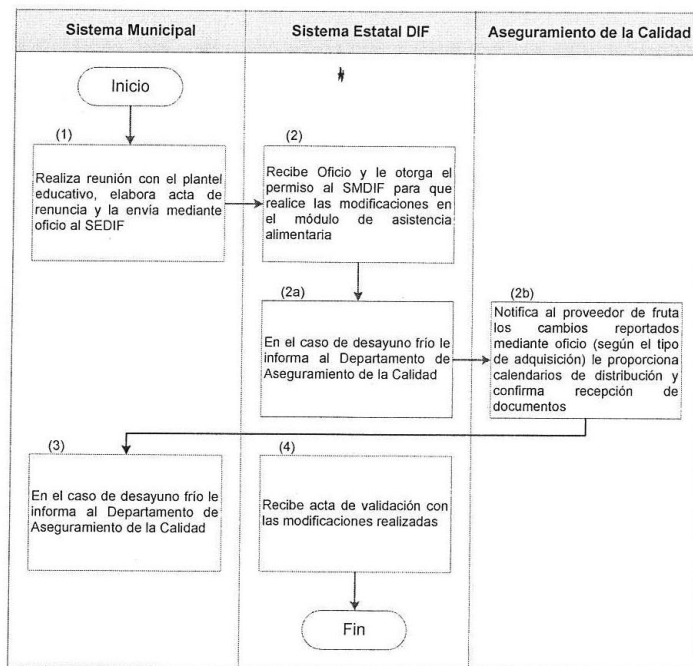 Sistema Municipal
Sistema Estatal DIF
Aseguramiento de la Calidad
Inicio
(1)
Realiza reunión con el plantel
educativo, elabora acta de
renuncia y la envía mediante
oficio al SEDIF
(2)
Recibe Oficio y le otorga el
permiso al SMDIF para que
realice las modificaciones en
el módulo de asistencia
alimentaria
(2a)
En el caso de desayuno frío le
informa al Departamento de
Aseguramiento de la Calidad
(2b)
Notifica al proveedor de fruta
los cambios reportados
mediante oficio (según el tipo
de adquisición) le proporciona
calendarios de distribución y
confirma recepción de
documentos
(3)
En el caso de desayuno frío le
informa al Departamento de
Aseguramiento de la Calidad
(4)
Recibe acta de validación con
las modificaciones realizadas
Fin